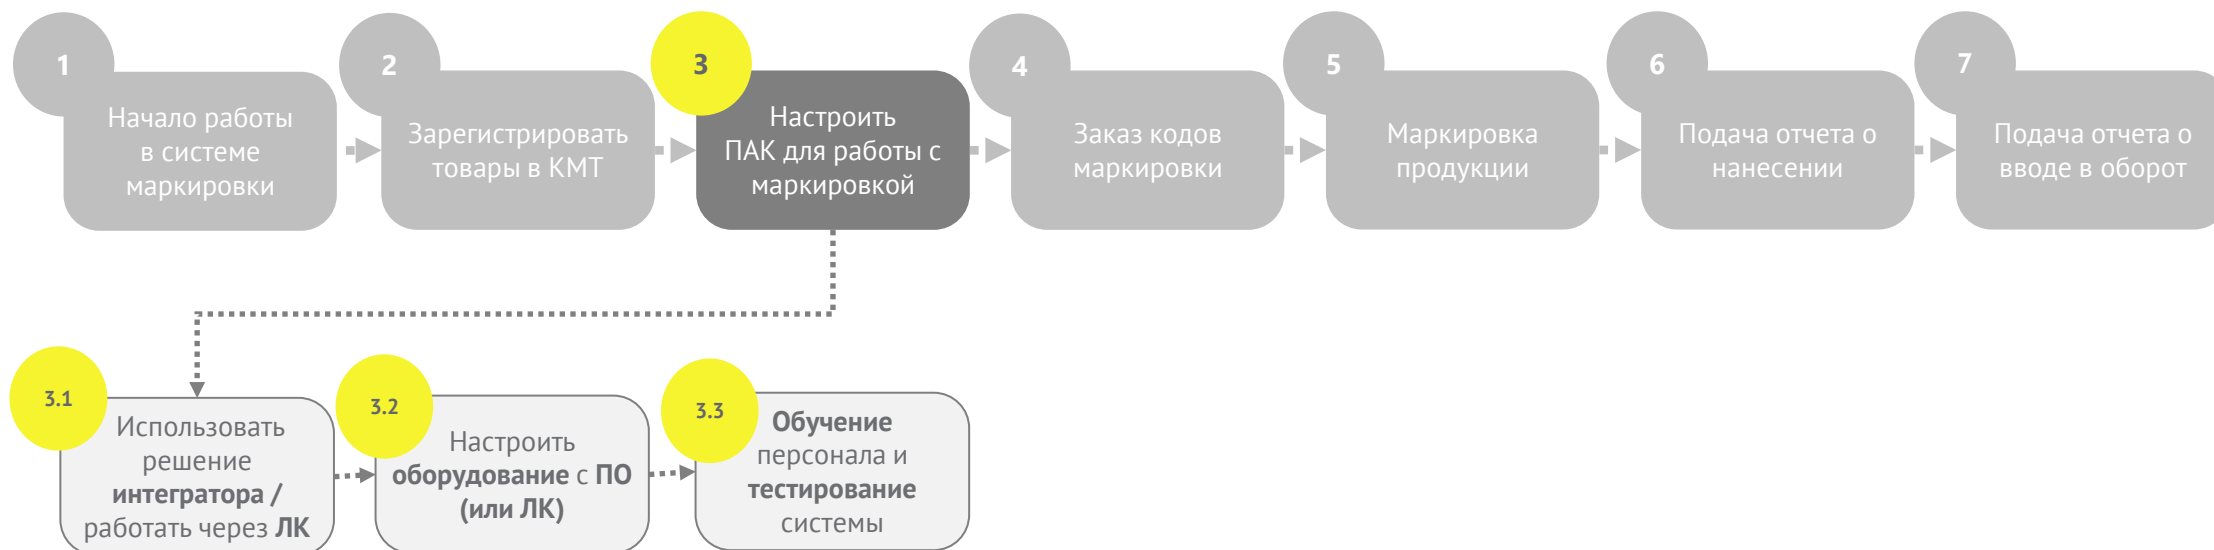 1
Начало работы
в системе
маркировки
2
Зарегистрировать
товары в КМТ
3
Настроить
ПАК для работы с
маркировкой
4
Заказ кодов
маркировки
5
Маркировка
продукции
6
Подача отчета о
нанесении
7
Подача отчета о
вводе в оборот
3.1
Использовать
решение
интегратора /
работать через ЛК
3.2
Настроить
оборудование с ПО
(или ЛК)
3.3
Обучение
персонала и
тестирование
системы